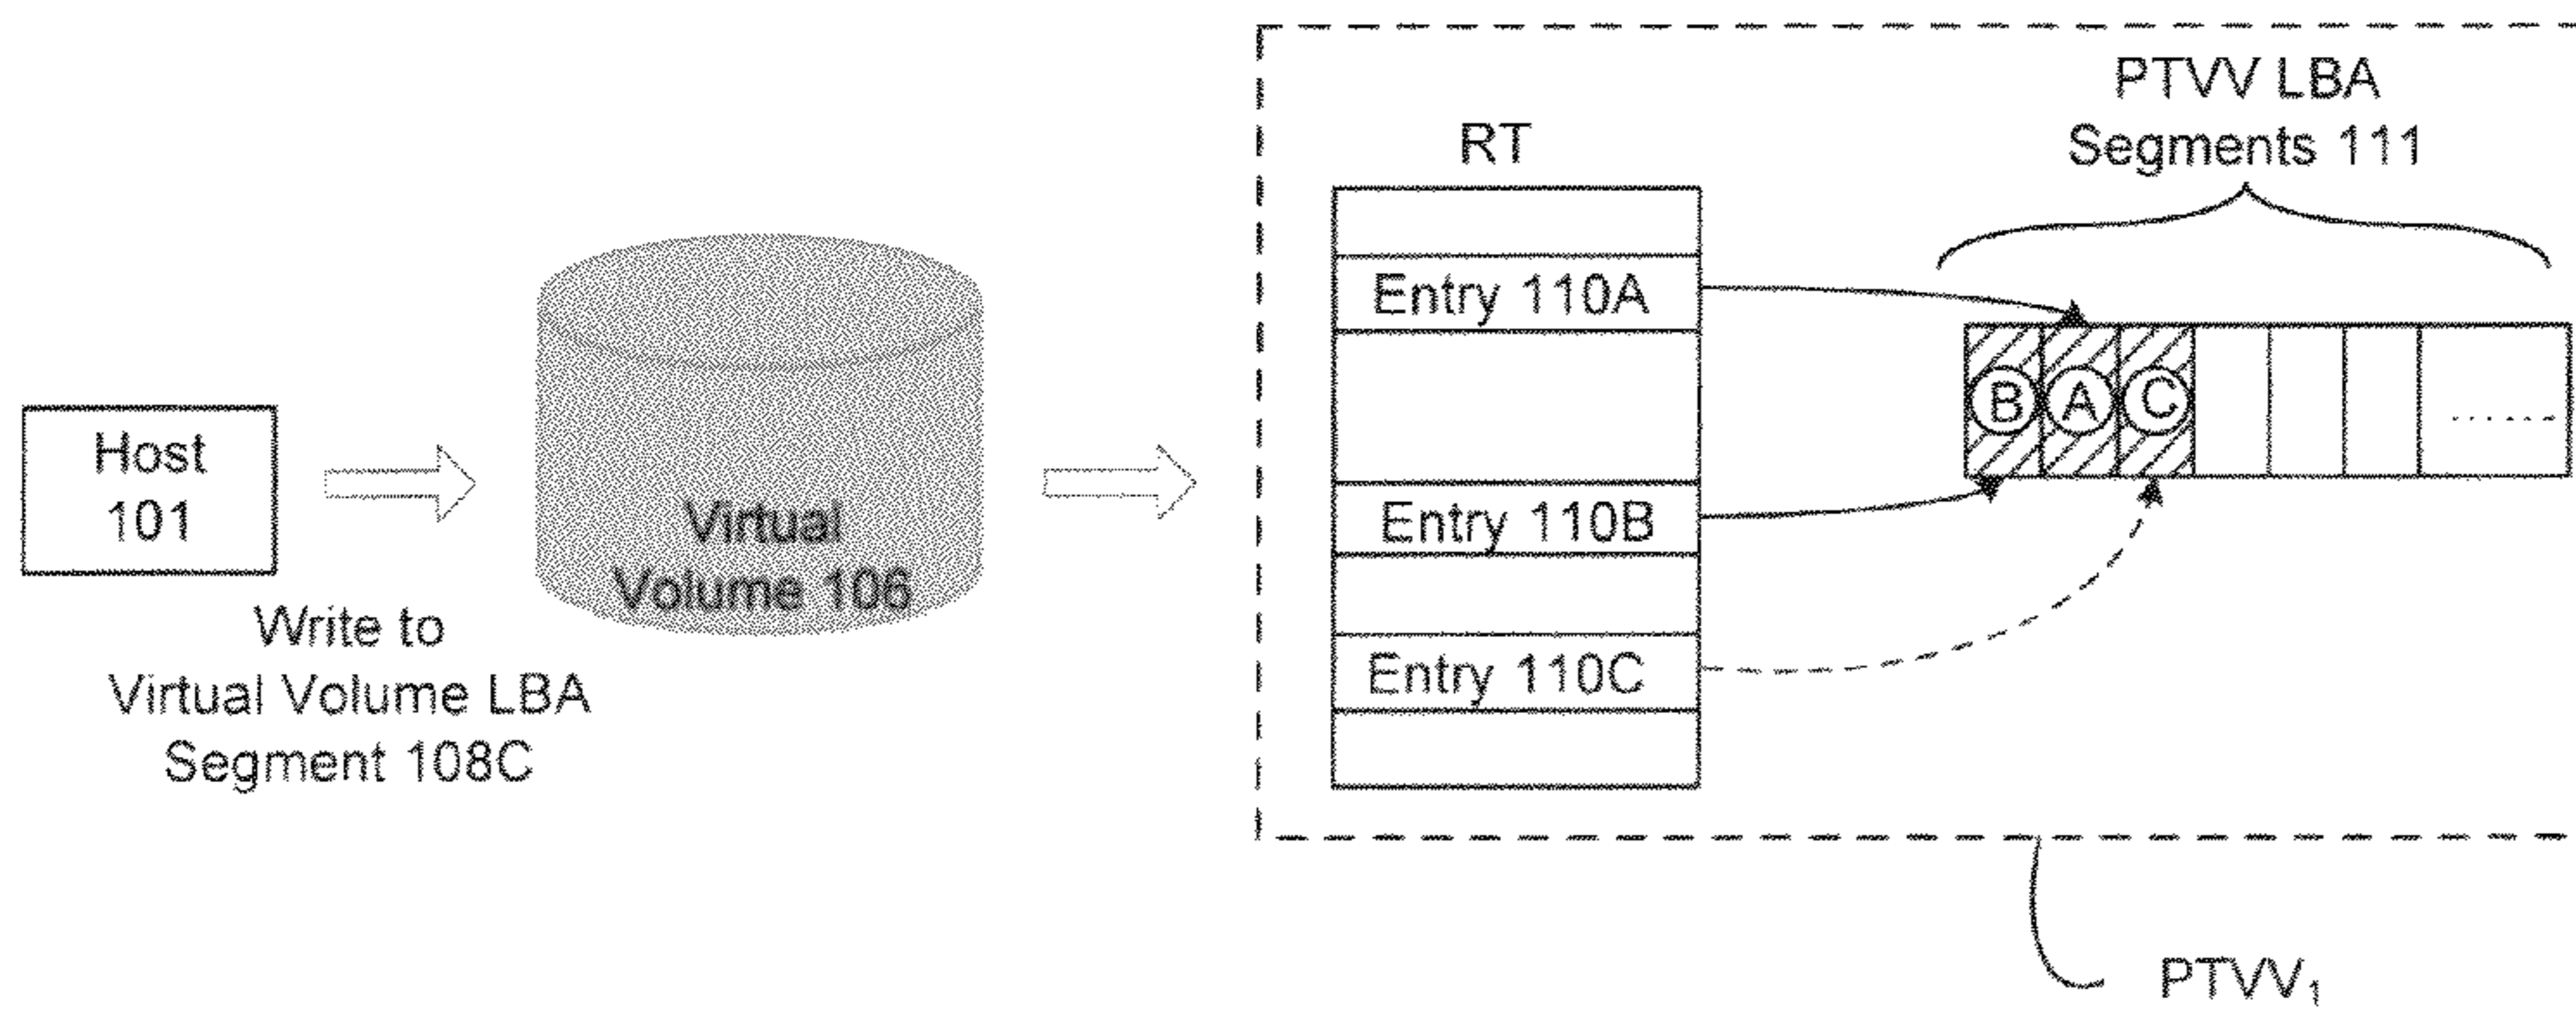 Host
101
Write to
Virtual Volume LBA
Segment 108C
Virtual
Volume 106
RT
Entry 110A
Entry 110B
Entry 110C
PTVV LBA
Segments 111
B A C
.......
PTVV₁